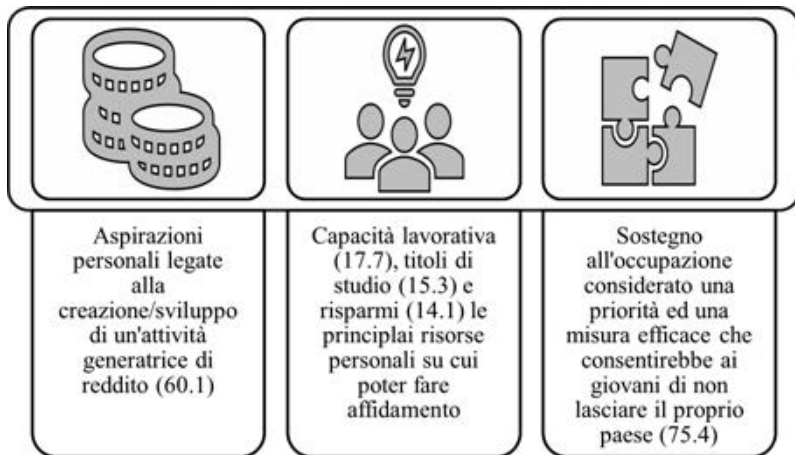 Aspirazioni
personali legate
alla
creazione/sviluppo
di un'attività
generatrice di
reddito (60.1)
Capacità lavorativa
(17.7), titoli di
studio (15.3) e
risparmi (14.1) le
principlai risorse
personali su cui
poter fare
affidamento
Sostegno
all'occupazione
considerato una
priorità ed una
misura efficace che
consentirebbe ai
giovani di non
lasciare il proprio
paese (75.4)